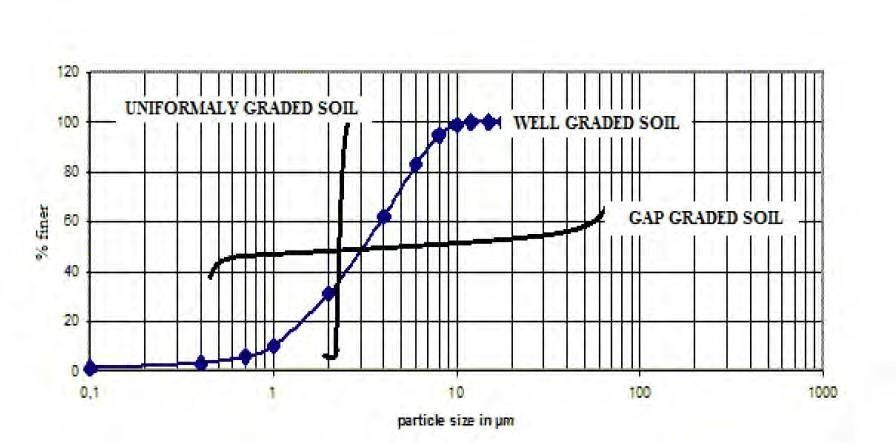 120
UNIFORMALY GRADED SOIL
100
WELL GRADED SOIL
80
% finer
60
GAP GRADED SOIL
40
20
0
0,1 1 10 100 1000
particle size in µm